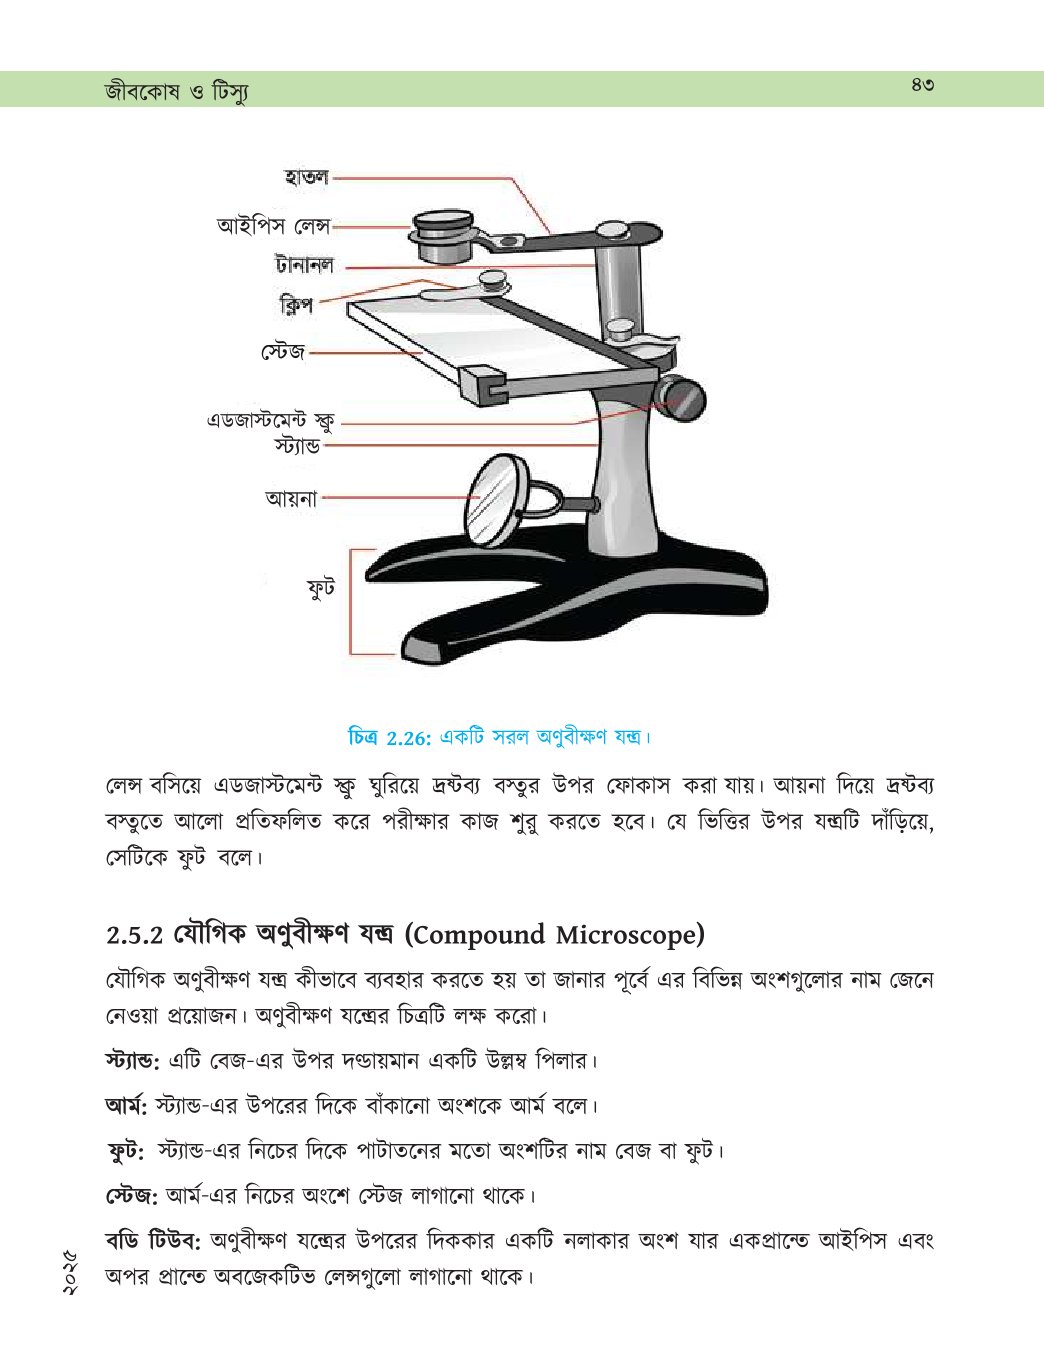 জীবকোষ ও টিস্যু
৪৩
হাতল
আইপিস লেন্স
টানানল
ক্লিপ
স্টেজ
এডজাস্টমেন্ট স্ক্রু
স্ট্যান্ড
আয়না
ফুট
চিত্র 2.26: একটি সরল অণুবীক্ষণ যন্ত্র।
লেন্স বসিয়ে এডজাস্টমেন্ট স্ক্রু ঘুরিয়ে দ্রষ্টব্য বস্তুর উপর ফোকাস করা যায়। আয়না দিয়ে দ্রষ্টব্য
বস্তুতে আলো প্রতিফলিত করে পরীক্ষার কাজ শুরু করতে হবে। যে ভিত্তির উপর যন্ত্রটি দাঁড়িয়ে,
সেটিকে ফুট বলে।
2.5.2 যৌগিক অণুবীক্ষণ যন্ত্র (Compound Microscope)
যৌগিক অণুবীক্ষণ যন্ত্র কীভাবে ব্যবহার করতে হয় তা জানার পূর্বে এর বিভিন্ন অংশগুলোর নাম জেনে
নেওয়া প্রয়োজন। অণুবীক্ষণ যন্ত্রের চিত্রটি লক্ষ করো।
স্ট্যান্ড: এটি বেজ-এর উপর দণ্ডায়মান একটি উল্লম্ব পিলার।
আর্ম: স্ট্যান্ড-এর উপরের দিকে বাঁকানো অংশকে আর্ম বলে।
ফুট: স্ট্যান্ড-এর নিচের দিকে পাটাতনের মতো অংশটির নাম বেজ বা ফুট।
স্টেজ: আর্ম-এর নিচের অংশে স্টেজ লাগানো থাকে।
বডি টিউব: অণুবীক্ষণ যন্ত্রের উপরের দিককার একটি নলাকার অংশ যার একপ্রান্তে আইপিস এবং
অপর প্রান্তে অবজেকটিভ লেন্সগুলো লাগানো থাকে।
২০২৫